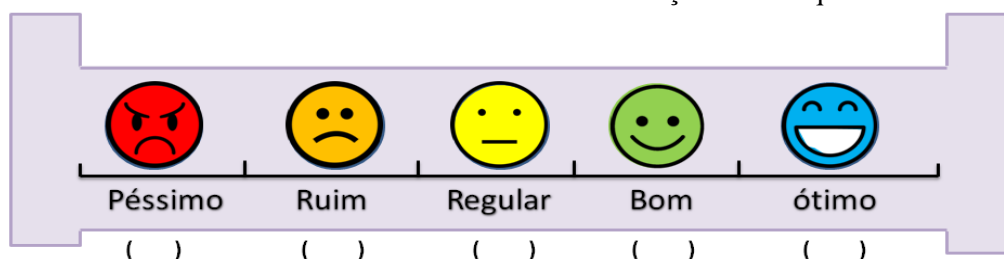 Péssimo Ruim Regular Bom ótimo
( ) ( ) ( ) ( ) ( )